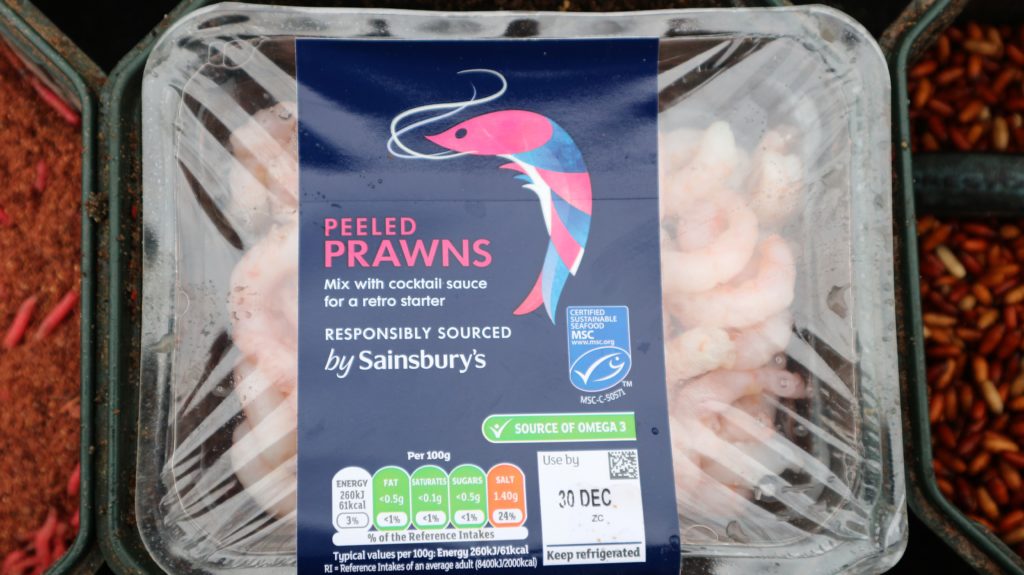 PEELED
PRAWNS
Mix with cocktail sauce
for a retro starter
RESPONSIBLY SOURCED
by Sainsbury's
CERTIFIED
SUSTAINABLE
SEAFOOD
MSC
www.msc.org
TM
MSC-C-50571
SOURCE OF OMEGA 3
Per 100g
ENERGY
260kJ
61kcal
3%
FAT
<0.5g
<1%
SATURATES
<0.1g
<1%
SUGARS
<0.5g
<1%
SALT
1.40g
24%
% of the Reference Intakes
Typical values per 100g: Energy 260kJ/61kcal
RI = Reference Intakes of an average adult (8400kJ/2000kcal)
Use by
30 DEC
ZC
Keep refrigerated